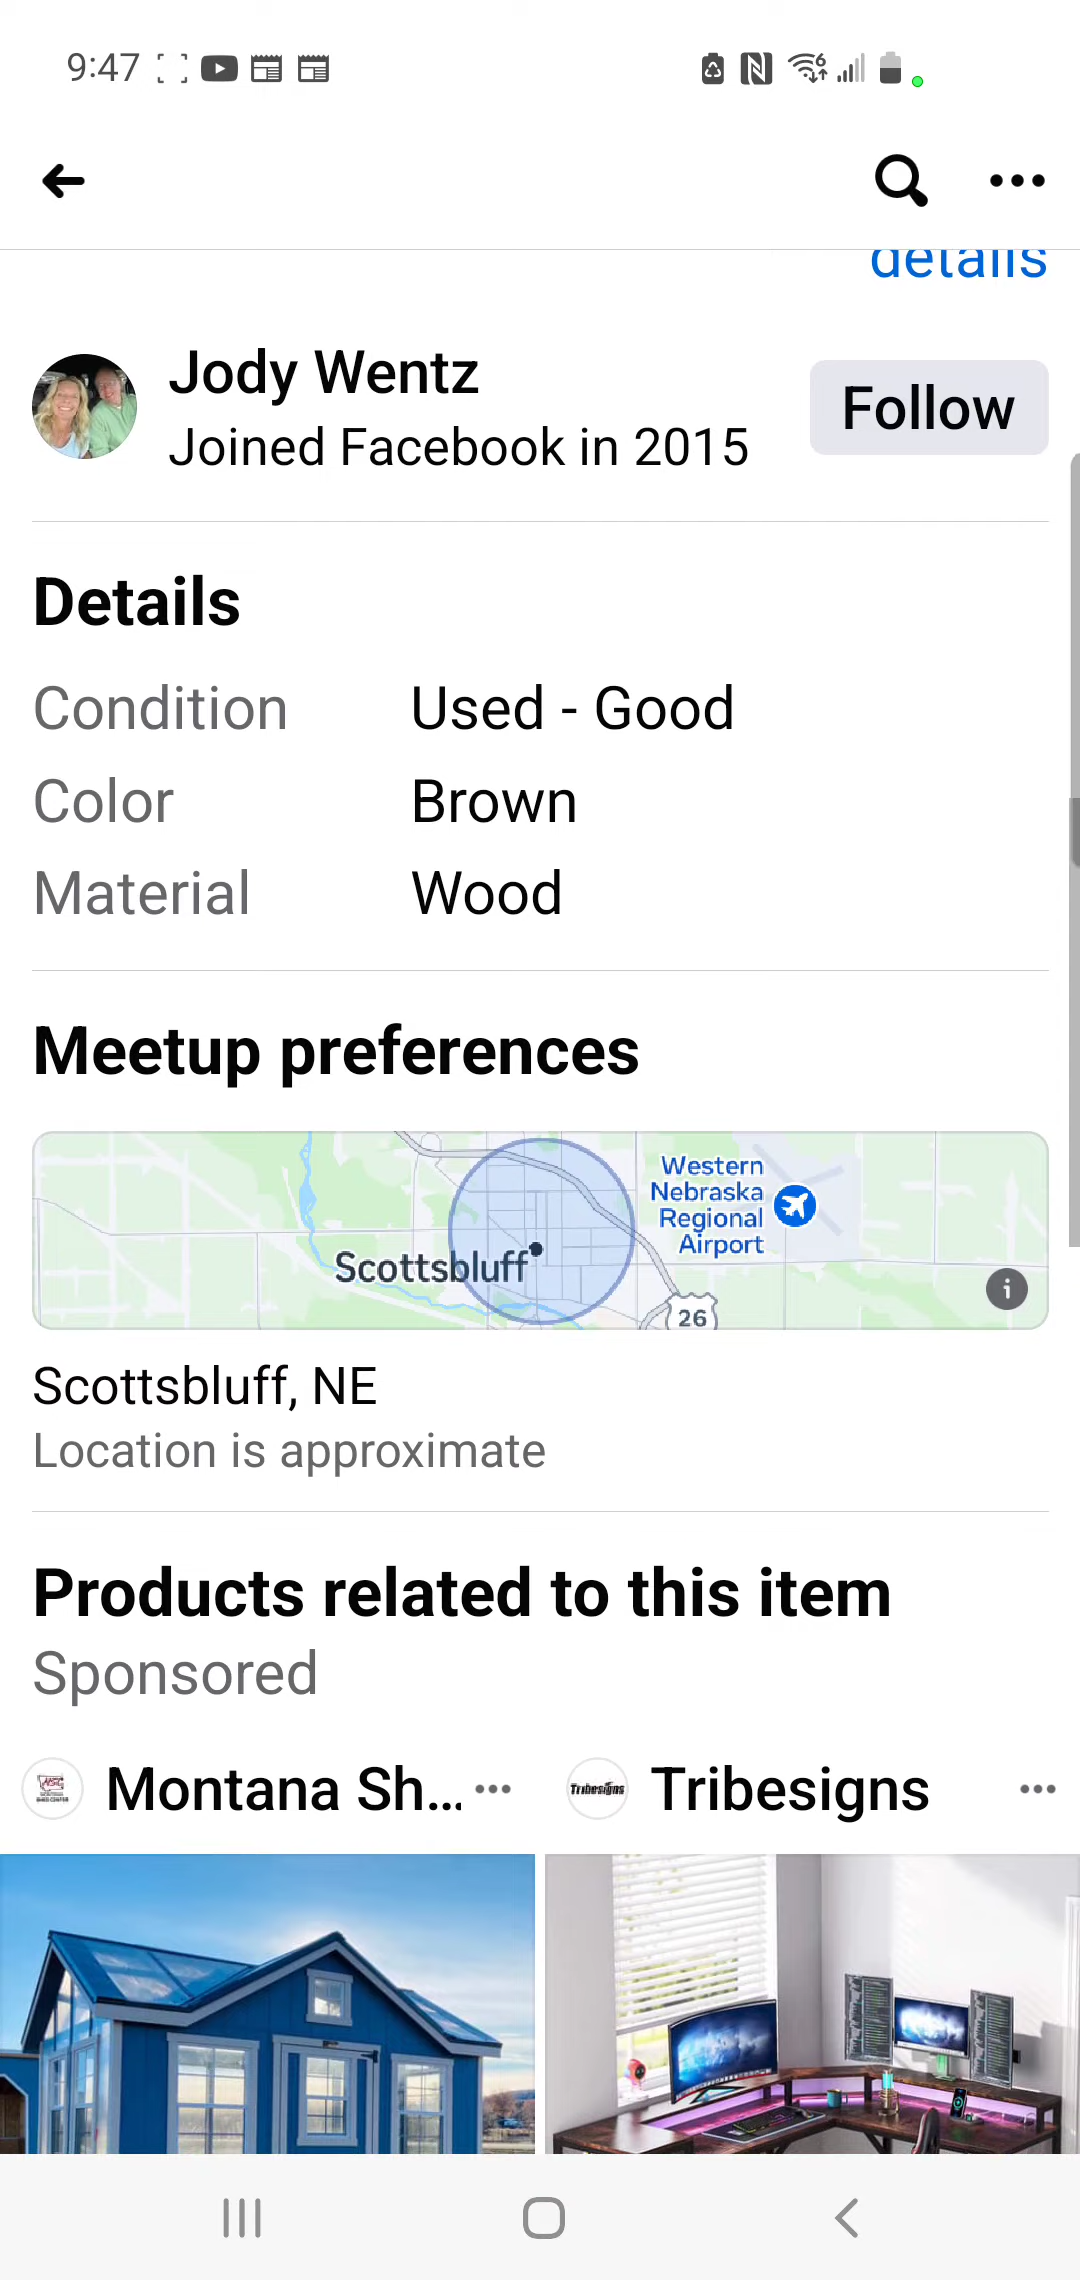 9:47
details
Jody Wentz
Joined Facebook in 2015
Follow
Details
Condition Used - Good
Color Brown
Material Wood
Meetup preferences
Western
Nebraska
Regional
Airport
Scottsbluff
26
Scottsbluff, NE
Location is approximate
Products related to this item
Sponsored
Montana Sh...
Tribesigns
Tribesigns